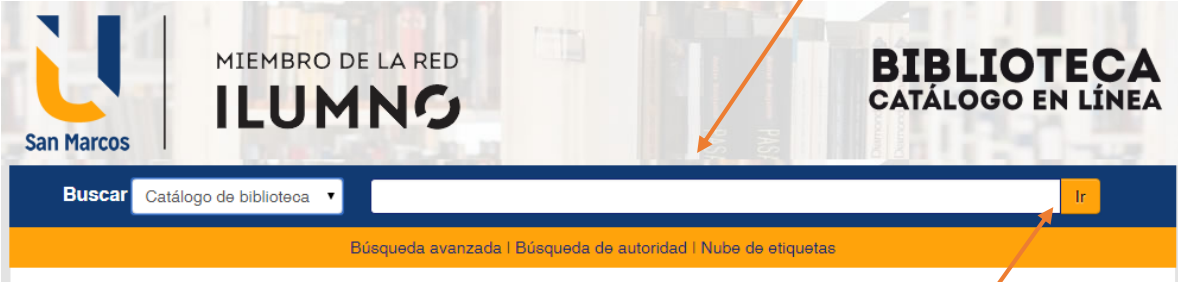 San Marcos
MIEMBRO DE LA RED
ILUMNO
BIBLIOTECA
CATÁLOGO EN LÍNEA
Buscar Catálogo de biblioteca Ir
Búsqueda avanzada | Búsqueda de autoridad | Nube de etiquetas